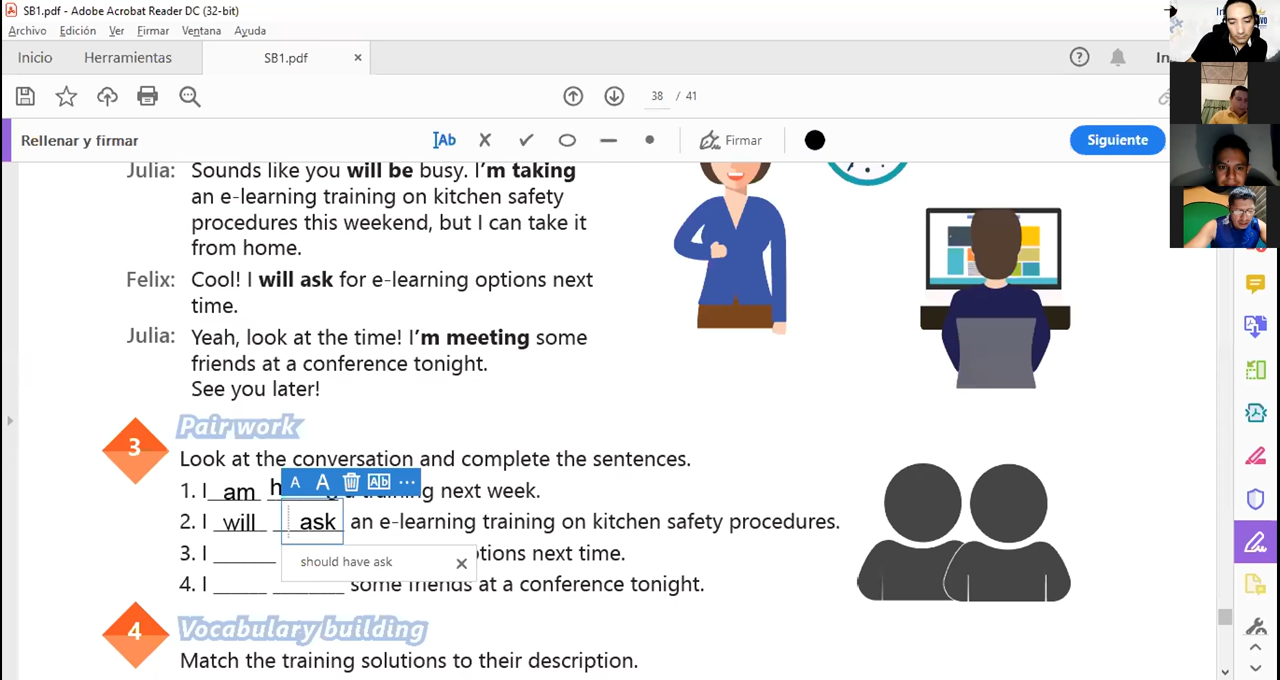 SB1.pdf - Adobe Acrobat Reader DC (32-bit)
Archivo Edición Ver Firmar Ventana Ayuda
Inicio Herramientas SB1.pdf × ? In
38 / 41
Rellenar y firmar Ab Firmar Siguiente
Julia: Sounds like you will be busy. I'm taking
an e-learning training on kitchen safety
procedures this weekend, but I can take it
from home.
Felix: Cool! I will ask for e-learning options next
time.
Julia: Yeah, look at the time! I'm meeting some
friends at a conference tonight.
See you later!
3 Pair work
Look at the conversation and complete the sentences.
A A Ab ...
1. I am h training next week.
2. I will ask an e-learning training on kitchen safety procedures.
should have ask
3. I ______ options next time.
4. I _____ _______ some friends at a conference tonight.
4 Vocabulary building
Match the training solutions to their description.